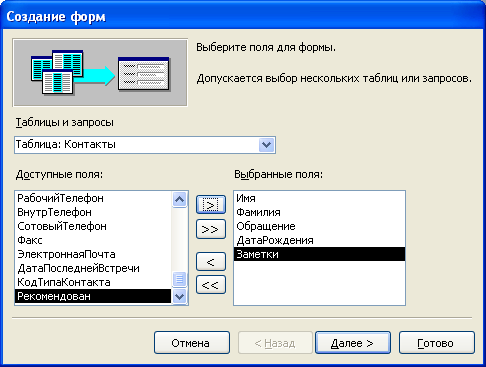 Создание форм
Выберите поля для формы.
Допускается выбор нескольких таблиц или запросов.
Таблицы и запросы
Таблица: Контакты
Доступные поля:
Выбранные поля:
РабочийТелефон
ВнутрТелефон
СотовыйТелефон
Факс
ЭлектроннаяПочта
ДатаПоследнейВстречи
КодТипаКонтакта
Рекомендован
>
>>
<
<<
Имя
Фамилия
Обращение
ДатаРождения
Заметки
Отмена
< Назад
Далее >
Готово